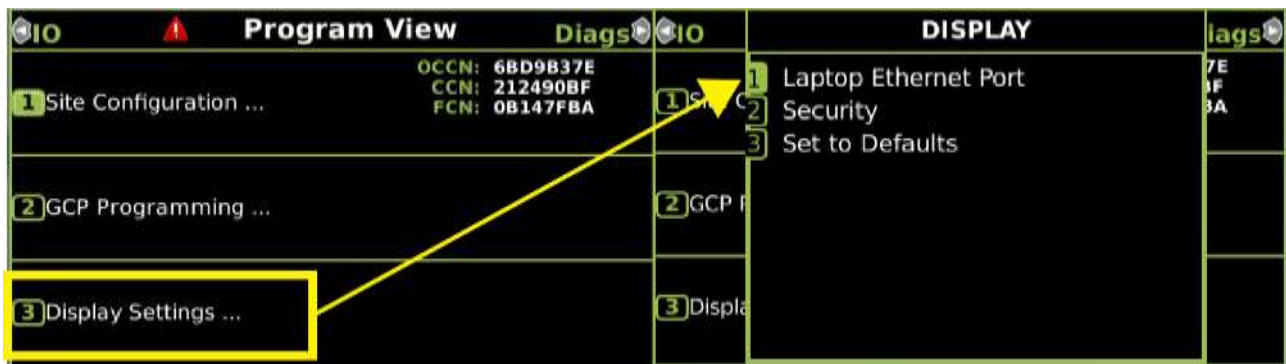 IO Program View Diags
OCCN: 6BD9B37E
CCN: 212490BF
FCN: 0B147FBA
1 Site Configuration ...
2 GCP Programming ...
3 Display Settings ...
IO DISPLAY iags
1 Laptop Ethernet Port 7E
2 Security BF
3 Set to Defaults BA
1
2 GCP
3 Displa